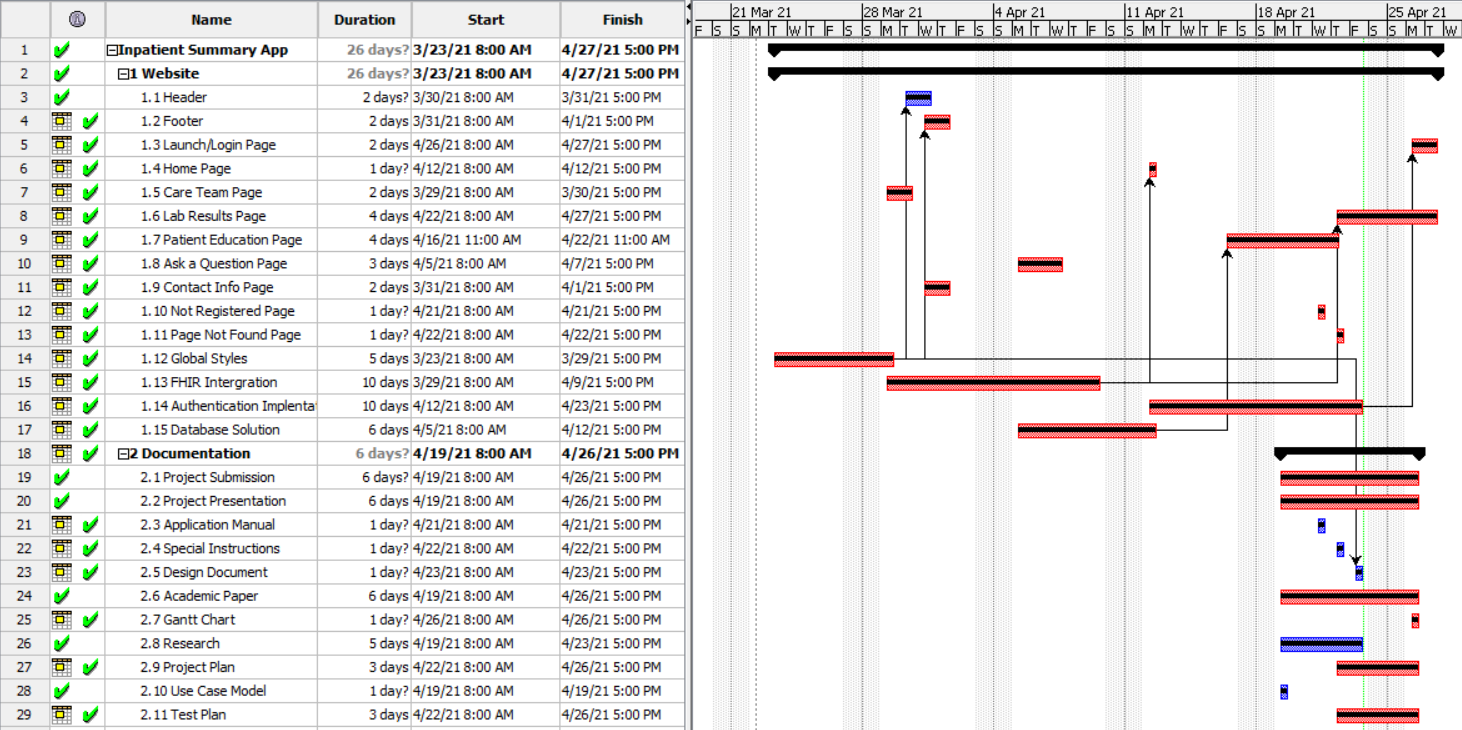 Name Duration Start Finish 21 Mar 21 28 Mar 21 4 Apr 21 11 Apr 21 18 Apr 21 25 Apr 21
F S S M T W T F S S M T W T F S S M T W T F S S M T W T F S S M T W T F S S M T W
1 Inpatient Summary App 26 days? 3/23/21 8:00 AM 4/27/21 5:00 PM
2 1 Website 26 days? 3/23/21 8:00 AM 4/27/21 5:00 PM
3 1.1 Header 2 days? 3/30/21 8:00 AM 3/31/21 5:00 PM
4 1.2 Footer 2 days 3/31/21 8:00 AM 4/1/21 5:00 PM
5 1.3 Launch/Login Page 2 days 4/26/21 8:00 AM 4/27/21 5:00 PM
6 1.4 Home Page 1 day? 4/12/21 8:00 AM 4/12/21 5:00 PM
7 1.5 Care Team Page 2 days 3/29/21 8:00 AM 3/30/21 5:00 PM
8 1.6 Lab Results Page 4 days 4/22/21 8:00 AM 4/27/21 5:00 PM
9 1.7 Patient Education Page 4 days 4/16/21 11:00 AM 4/22/21 11:00 AM
10 1.8 Ask a Question Page 3 days 4/5/21 8:00 AM 4/7/21 5:00 PM
11 1.9 Contact Info Page 2 days 3/31/21 8:00 AM 4/1/21 5:00 PM
12 1.10 Not Registered Page 1 day? 4/21/21 8:00 AM 4/21/21 5:00 PM
13 1.11 Page Not Found Page 1 day? 4/22/21 8:00 AM 4/22/21 5:00 PM
14 1.12 Global Styles 5 days 3/23/21 8:00 AM 3/29/21 5:00 PM
15 1.13 FHIR Intergration 10 days 3/29/21 8:00 AM 4/9/21 5:00 PM
16 1.14 Authentication Implenta 10 days 4/12/21 8:00 AM 4/23/21 5:00 PM
17 1.15 Database Solution 6 days 4/5/21 8:00 AM 4/12/21 5:00 PM
18 2 Documentation 6 days? 4/19/21 8:00 AM 4/26/21 5:00 PM
19 2.1 Project Submission 6 days? 4/19/21 8:00 AM 4/26/21 5:00 PM
20 2.2 Project Presentation 6 days 4/19/21 8:00 AM 4/26/21 5:00 PM
21 2.3 Application Manual 1 day? 4/21/21 8:00 AM 4/21/21 5:00 PM
22 2.4 Special Instructions 1 day? 4/22/21 8:00 AM 4/22/21 5:00 PM
23 2.5 Design Document 1 day? 4/23/21 8:00 AM 4/23/21 5:00 PM
24 2.6 Academic Paper 6 days 4/19/21 8:00 AM 4/26/21 5:00 PM
25 2.7 Gantt Chart 1 day? 4/26/21 8:00 AM 4/26/21 5:00 PM
26 2.8 Research 5 days 4/19/21 8:00 AM 4/23/21 5:00 PM
27 2.9 Project Plan 3 days 4/22/21 8:00 AM 4/26/21 5:00 PM
28 2.10 Use Case Model 1 day? 4/19/21 8:00 AM 4/19/21 5:00 PM
29 2.11 Test Plan 3 days 4/22/21 8:00 AM 4/26/21 5:00 PM